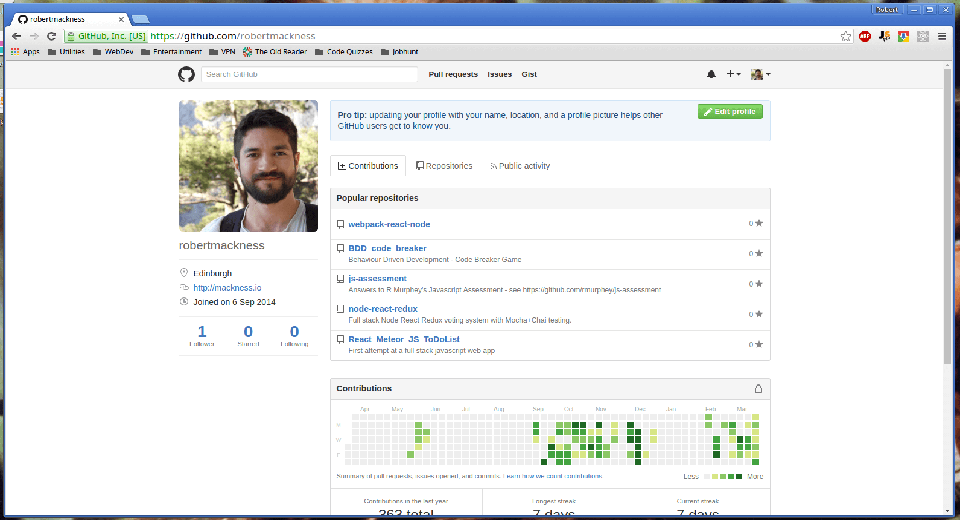 robertmackness
Robert
GitHub, Inc. [US] https://github.com/robertmackness
Apps Utilities WebDev Entertainment VPN The Old Reader Code Quizzes Jobhunt
Search GitHub Pull requests Issues Gist
Pro tip: updating your profile with your name, location, and a profile picture helps other
GitHub users get to know you.
Edit profile
Contributions Repositories Public activity
robertmackness
Edinburgh
http://mackness.io
Joined on 6 Sep 2014
1 0 0
Follower Starred Following
Popular repositories
webpack-react-node 0
BDD_code_breaker 0
Behaviour Driven Development - Code Breaker Game
js-assessment 0
Answers to R Murphey's Javascript Assessment - see https://github.com/rmurphey/js-assessment
node-react-redux 0
Full stack Node React Redux voting system with Mocha+Chai testing.
React_Meteor_JS_ToDoList 0
First attempt at a full stack javascript web app
Contributions
Apr May Jun Jul Aug Sep Oct Nov Dec Jan Feb Mar
M
W
F
Summary of pull requests, issues opened, and commits. Learn how we count contributions. Less More
Contributions in the last year Longest streak Current streak
363 total 7 days 7 days